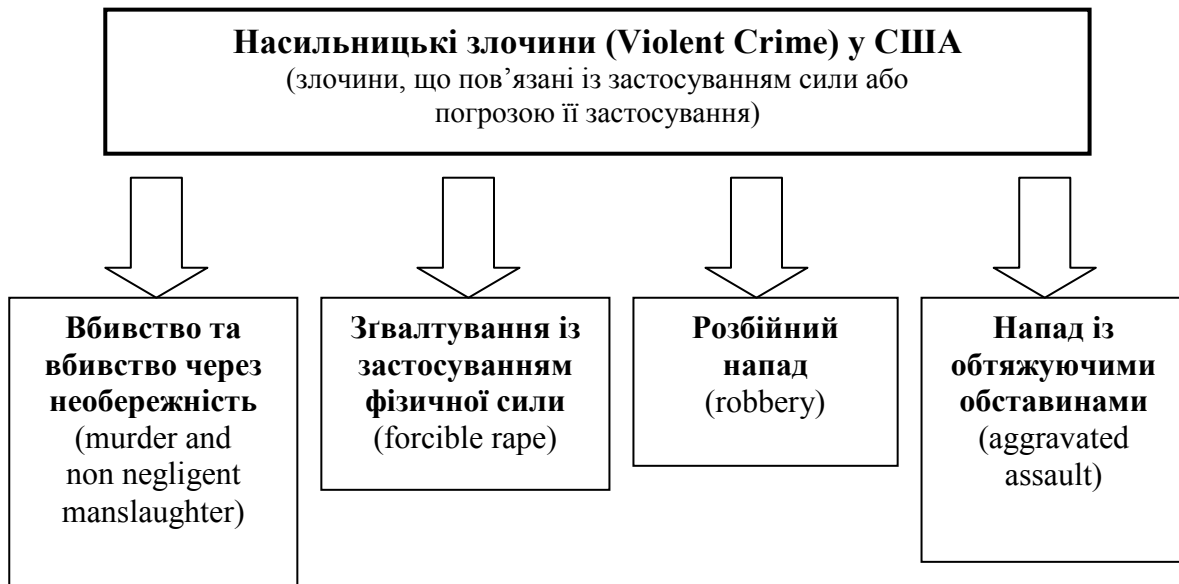 Насильницькі злочини (Violent Crime) у США
(злочини, що пов’язані із застосуванням сили або
погрозою її застосування)
Вбивство та
вбивство через
необережність
(murder and
non negligent
manslaughter)
Зґвалтування із
застосуванням
фізичної сили
(forcible rape)
Розбійний
напад
(robbery)
Напад із
обтяжуючими
обставинами
(aggravated
assault)